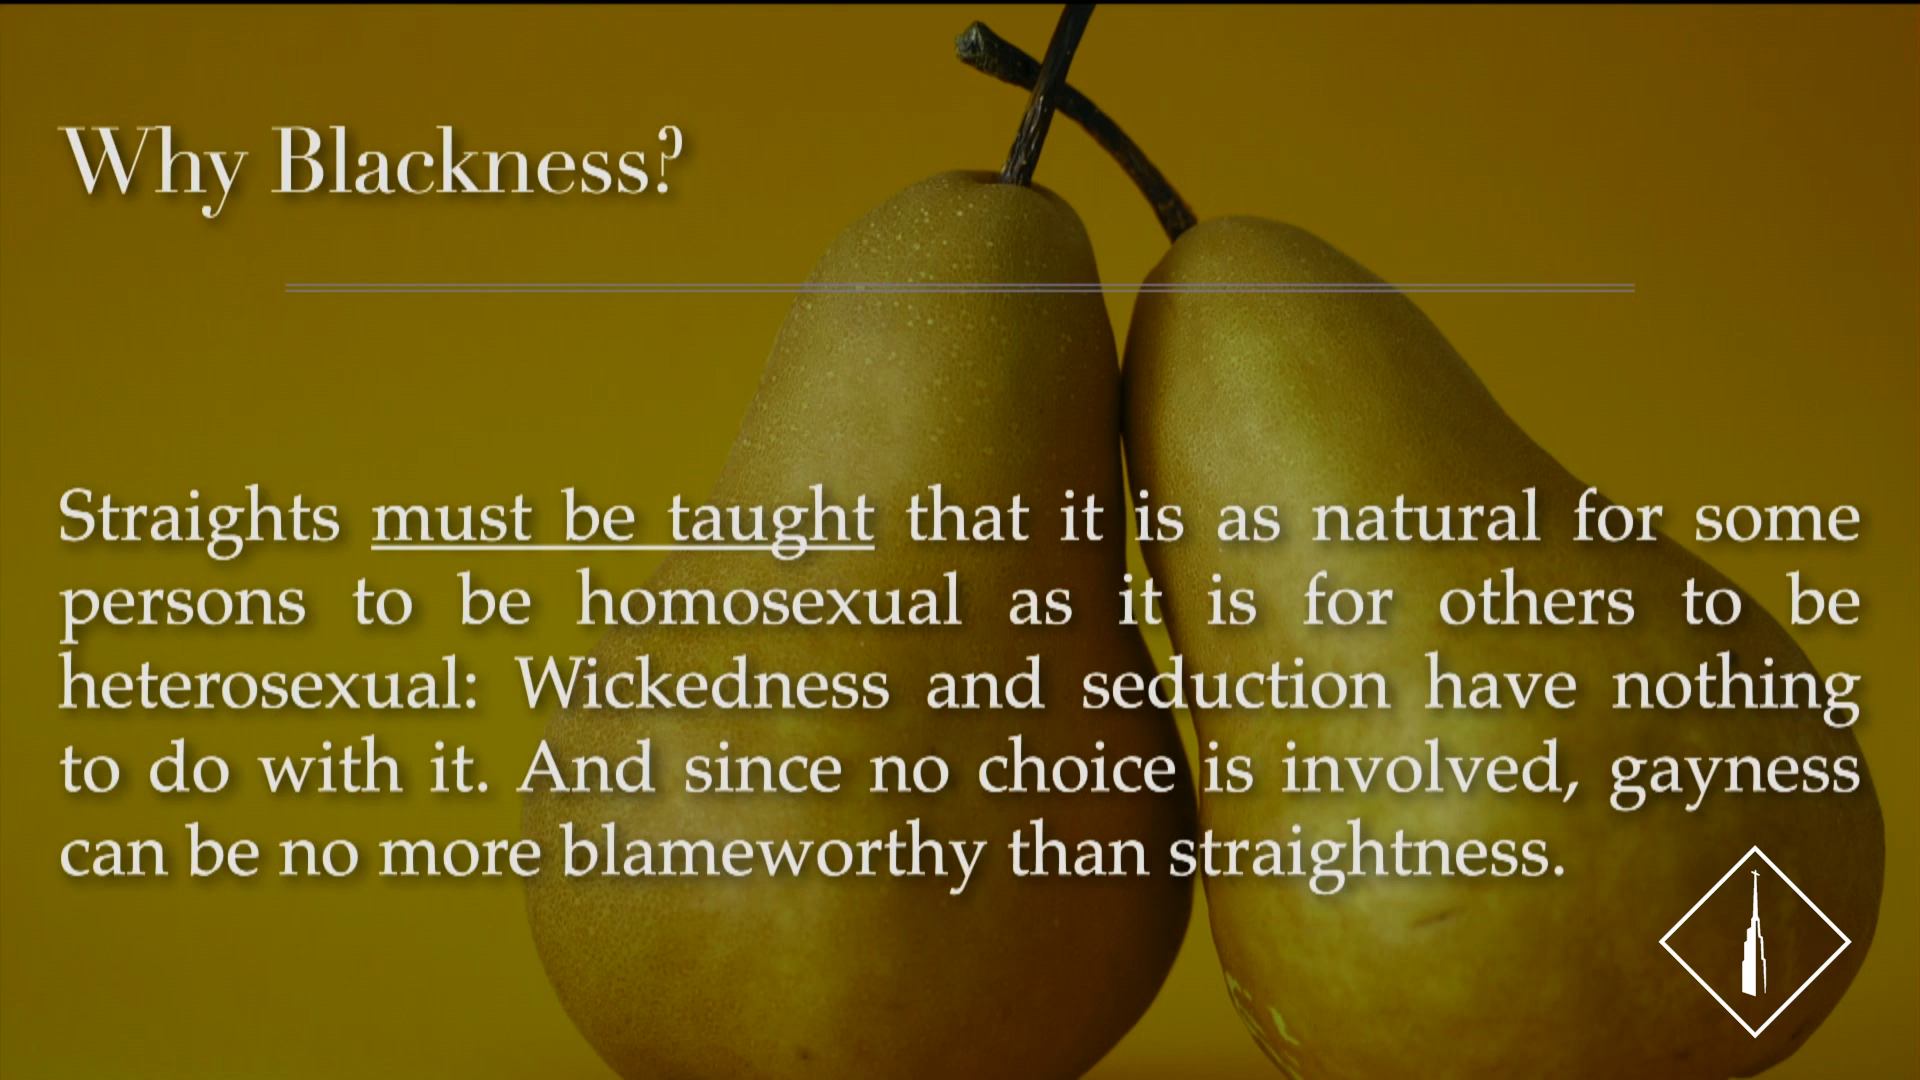 Why Blackness?
Straights must be taught that it is as natural for some
persons to be homosexual as it is for others to be
heterosexual: Wickedness and seduction have nothing
to do with it. And since no choice is involved, gayness
can be no more blameworthy than straightness.